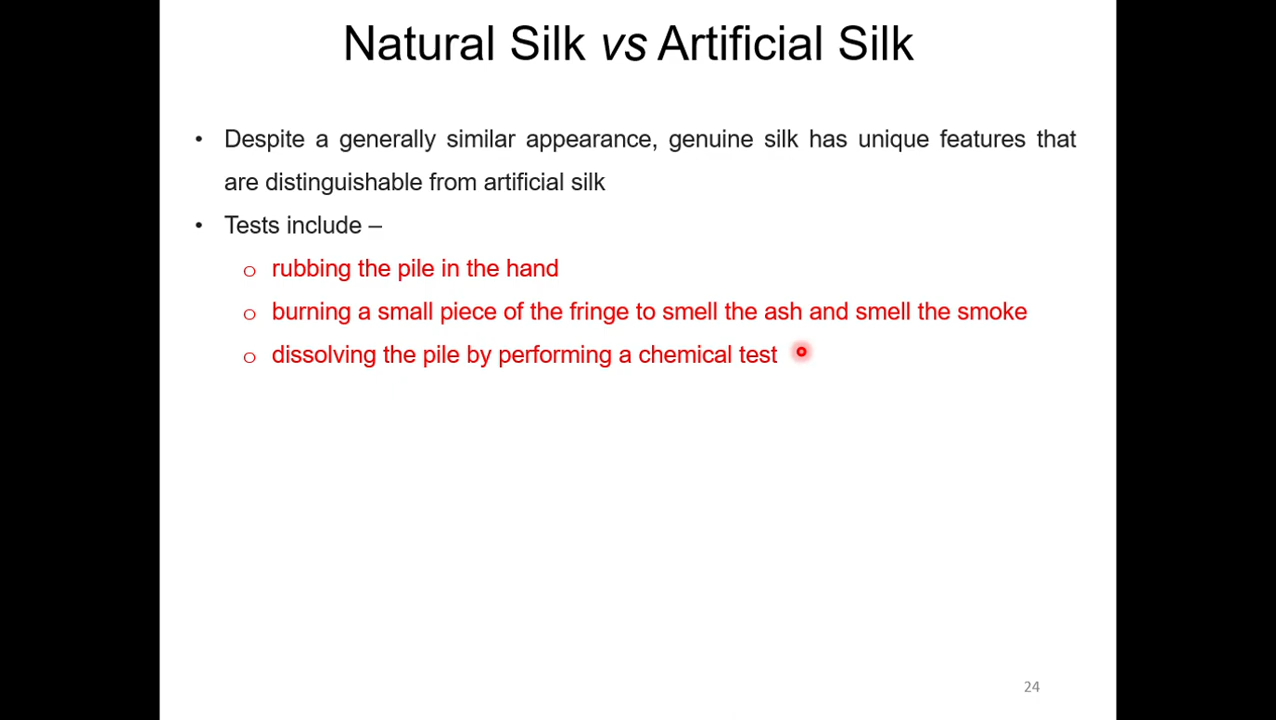 Natural Silk vs Artificial Silk
• Despite a generally similar appearance, genuine silk has unique features that
are distinguishable from artificial silk
• Tests include –
o rubbing the pile in the hand
o burning a small piece of the fringe to smell the ash and smell the smoke
o dissolving the pile by performing a chemical test
24